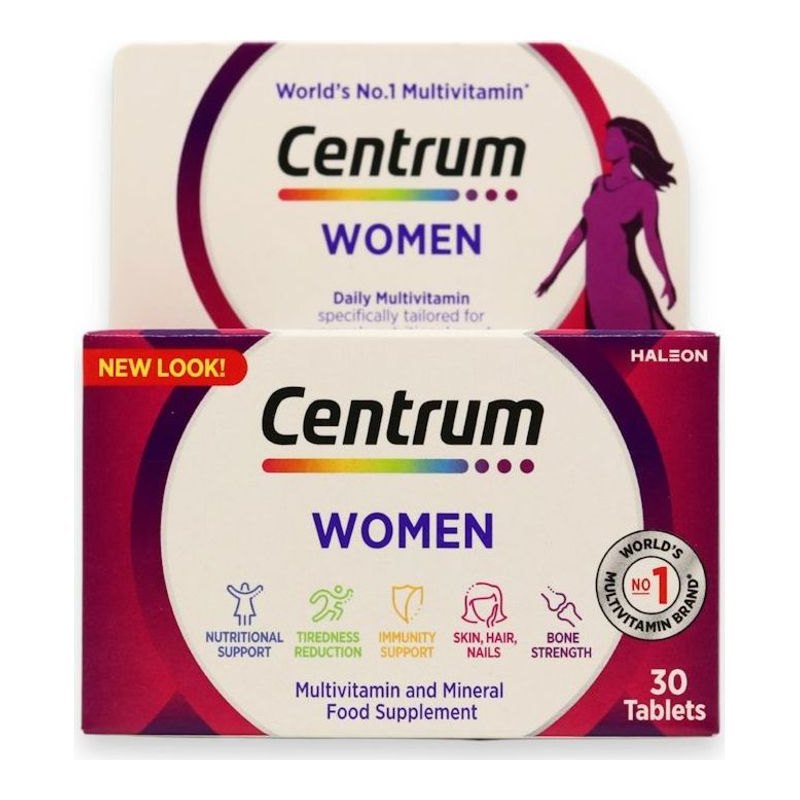 World's No.1 Multivitamin*
Centrum
WOMEN
Daily Multivitamin
specifically tailored for
NEW LOOK!
HALEON
Centrum
WOMEN
WORLD'S
NO 1
MULTIVITAMIN BRAND*
NUTRITIONAL
SUPPORT
TIREDNESS
REDUCTION
IMMUNITY
SUPPORT
SKIN, HAIR,
NAILS
BONE
STRENGTH
Multivitamin and Mineral
Food Supplement
30
Tablets